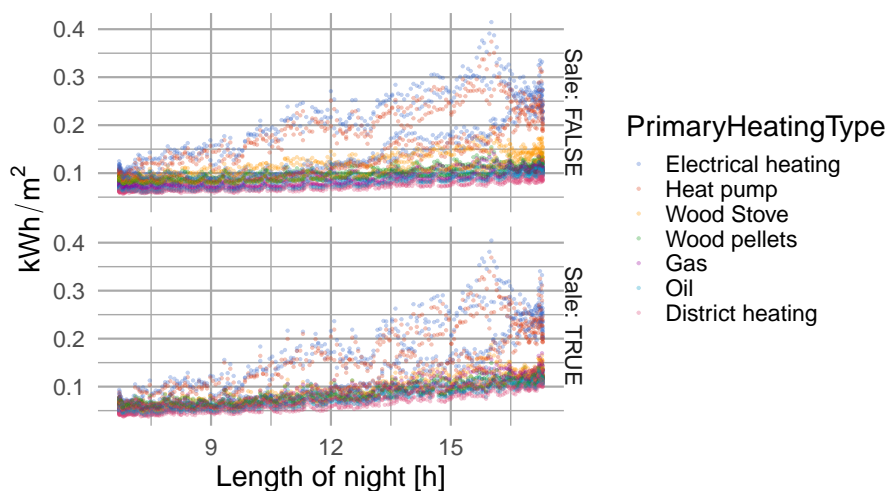 0.4
0.3
0.2
0.1
Sale: FALSE
0.4
0.3
0.2
0.1
Sale: TRUE
kWh/m²
9 12 15
Length of night [h]
PrimaryHeatingType
Electrical heating
Heat pump
Wood Stove
Wood pellets
Gas
Oil
District heating